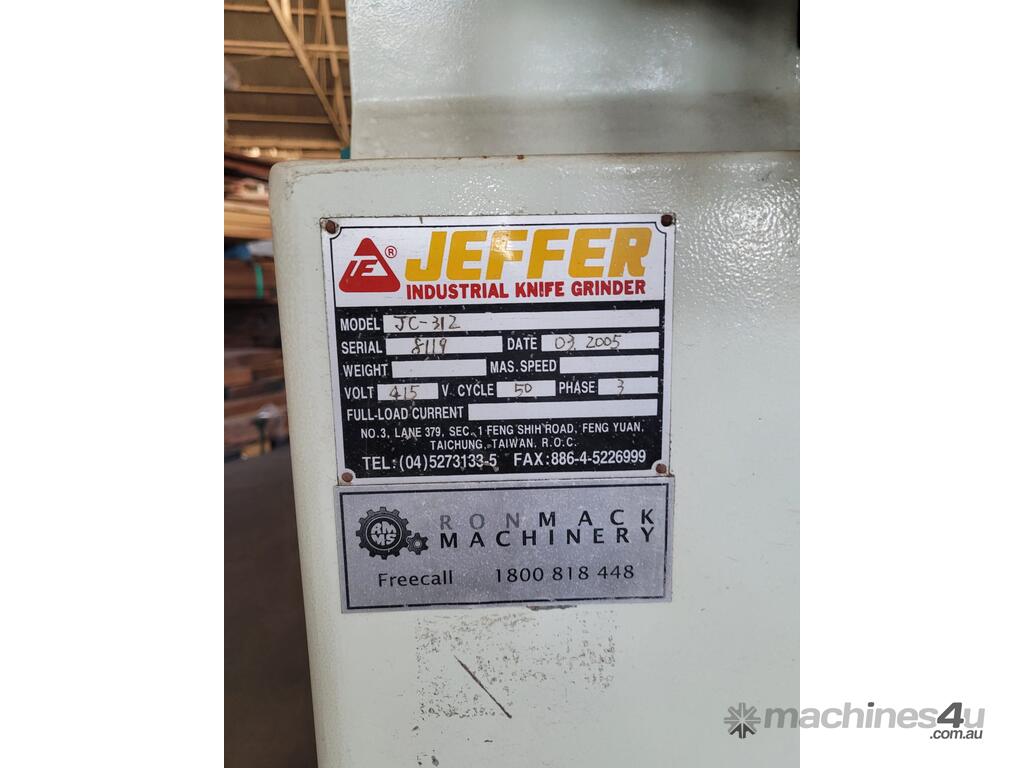 JEFFER
INDUSTRIAL KNIFE GRINDER
MODEL JC-312
SERIAL 8119 DATE 03 2005
WEIGHT MAS. SPEED
VOLT 415 V. CYCLE 50 PHASE 3
FULL-LOAD CURRENT
NO.3, LANE 379, SEC. 1 FENG SHIH ROAD, FENG YUAN,
TAICHUNG, TAIWAN, R.O.C.
TEL:(04)5273133-5 FAX:886-4-5226999
RMMS
RONMACK
MACHINERY
Freecall 1800 818 448
machines4u
.com.au